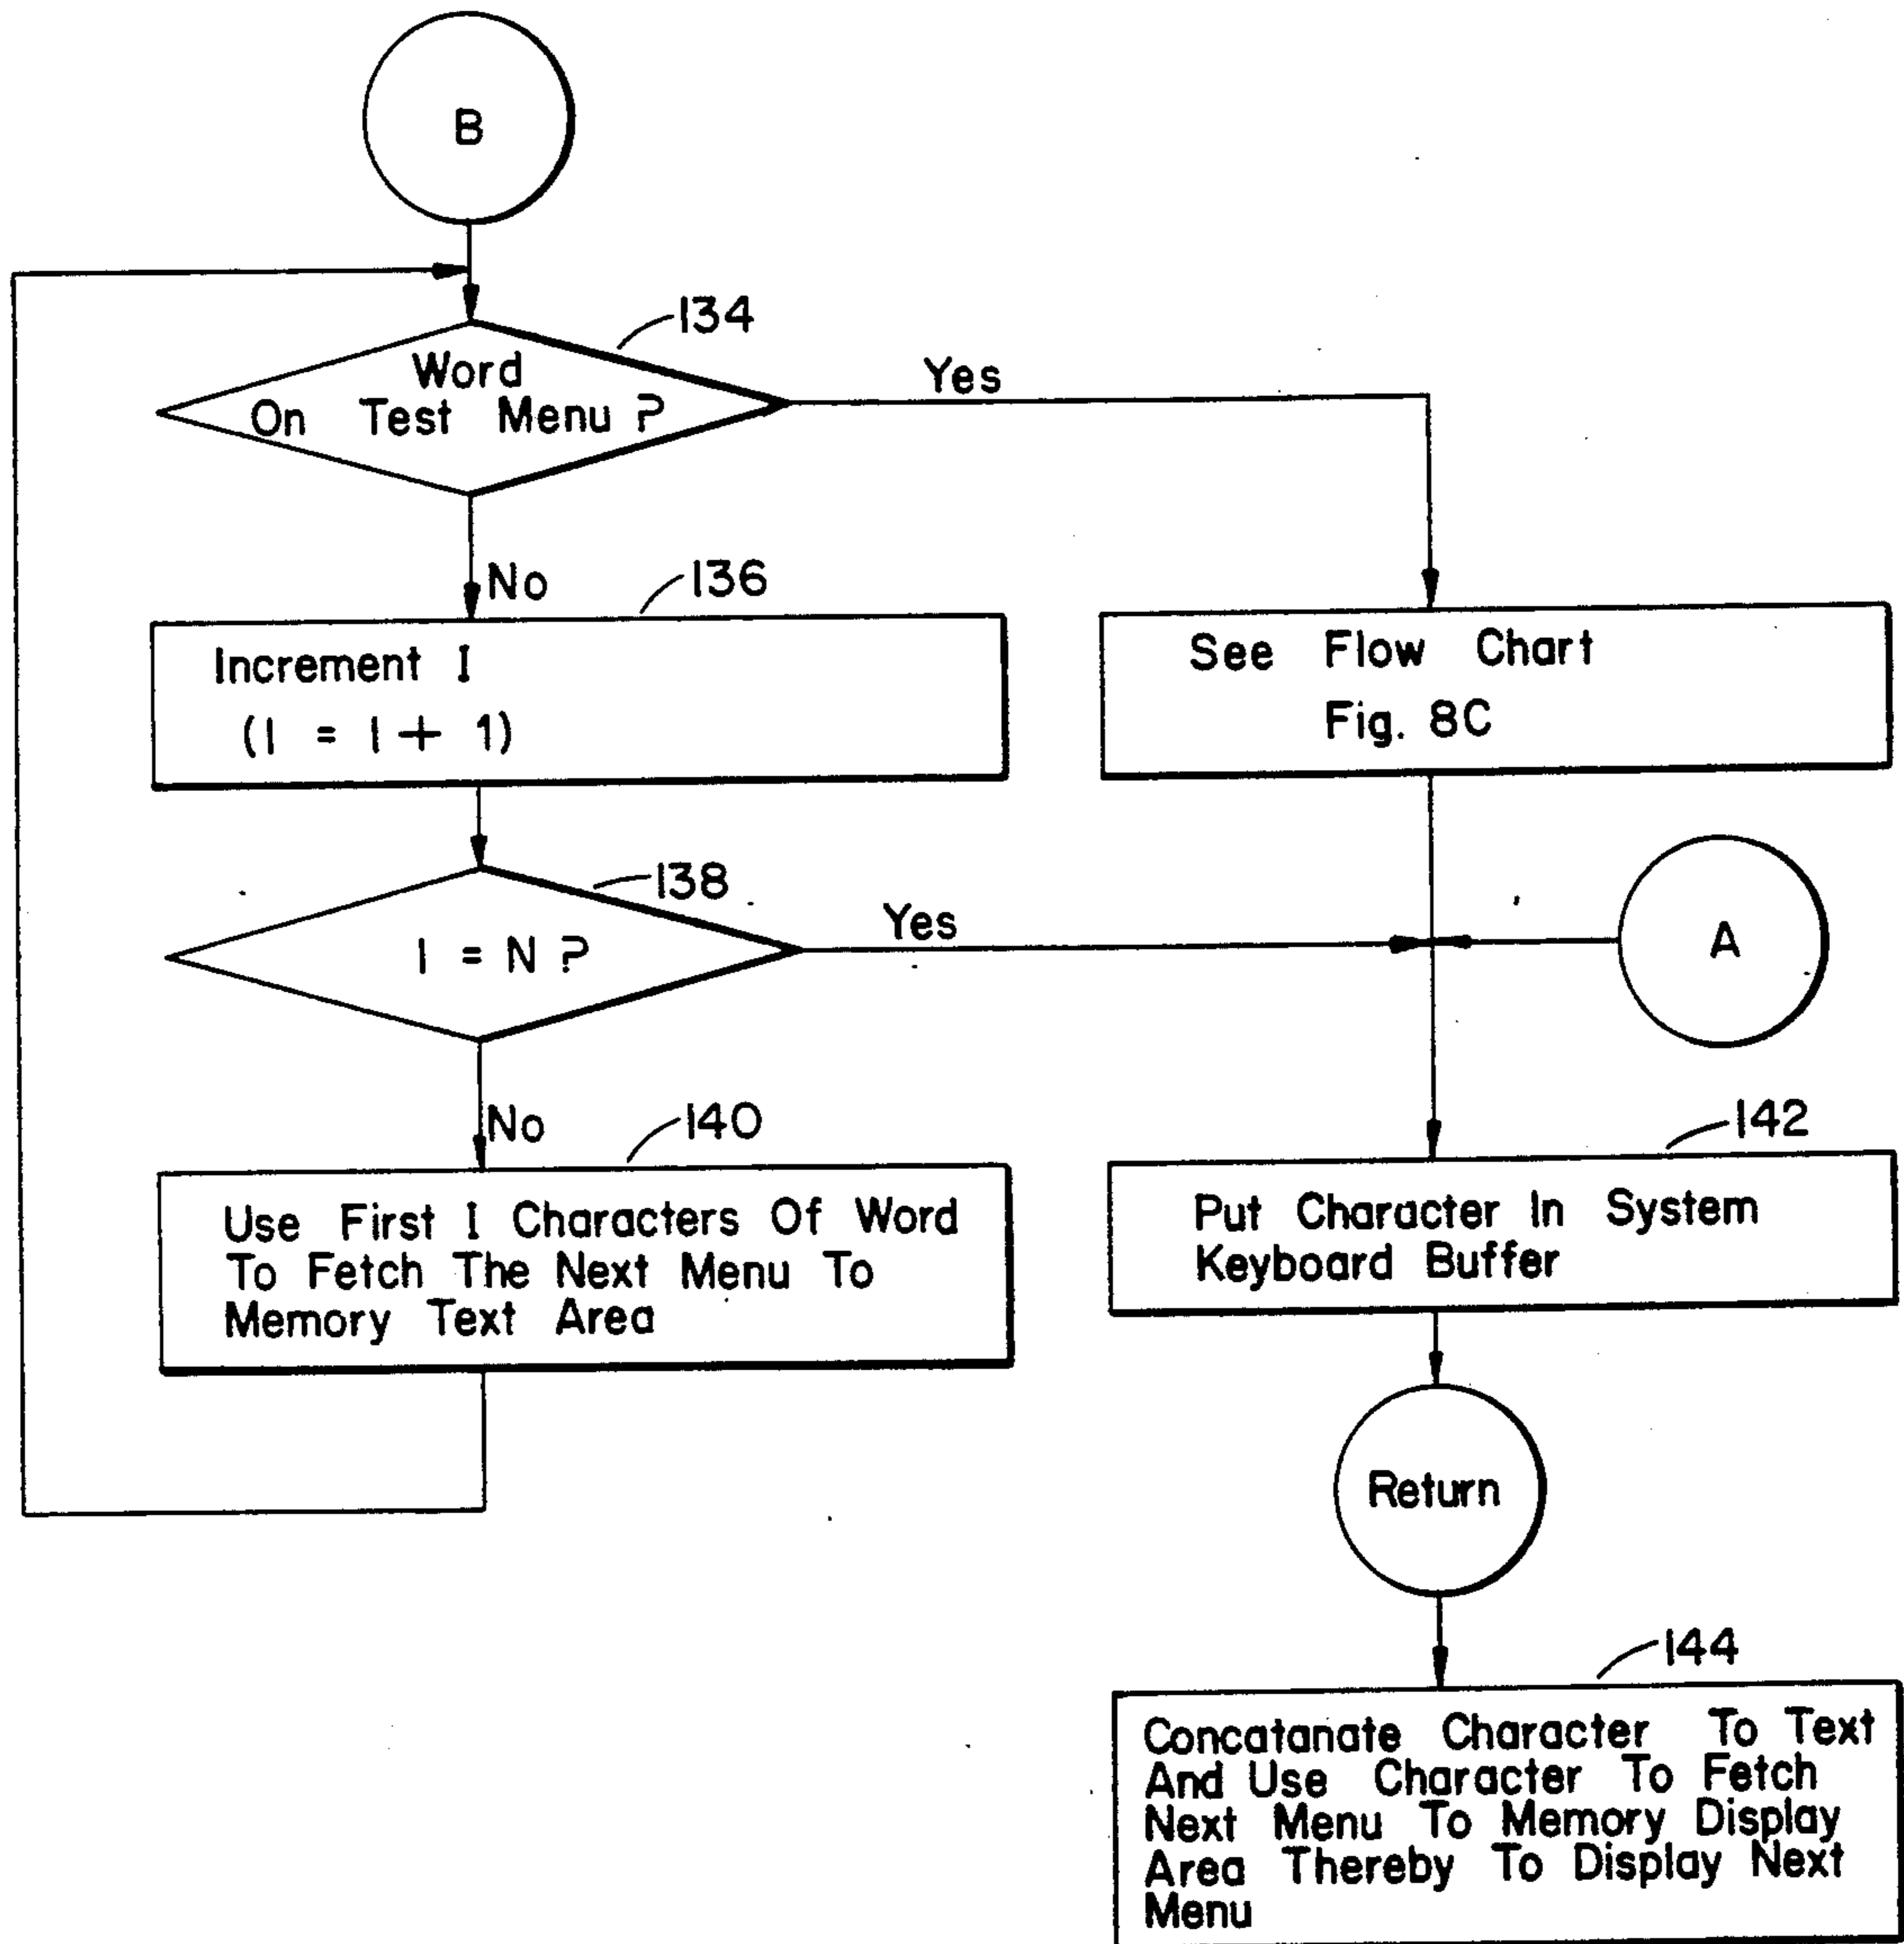 B
134
Word
On Test Menu ?
Yes
No
136
Increment I
(I = I + 1)
See Flow Chart
Fig. 8C
138
I = N ?
Yes
A
No
140
Use First I Characters Of Word
To Fetch The Next Menu To
Memory Text Area
142
Put Character In System
Keyboard Buffer
Return
144
Concatanate Character To Text
And Use Character To Fetch
Next Menu To Memory Display
Area Thereby To Display Next
Menu